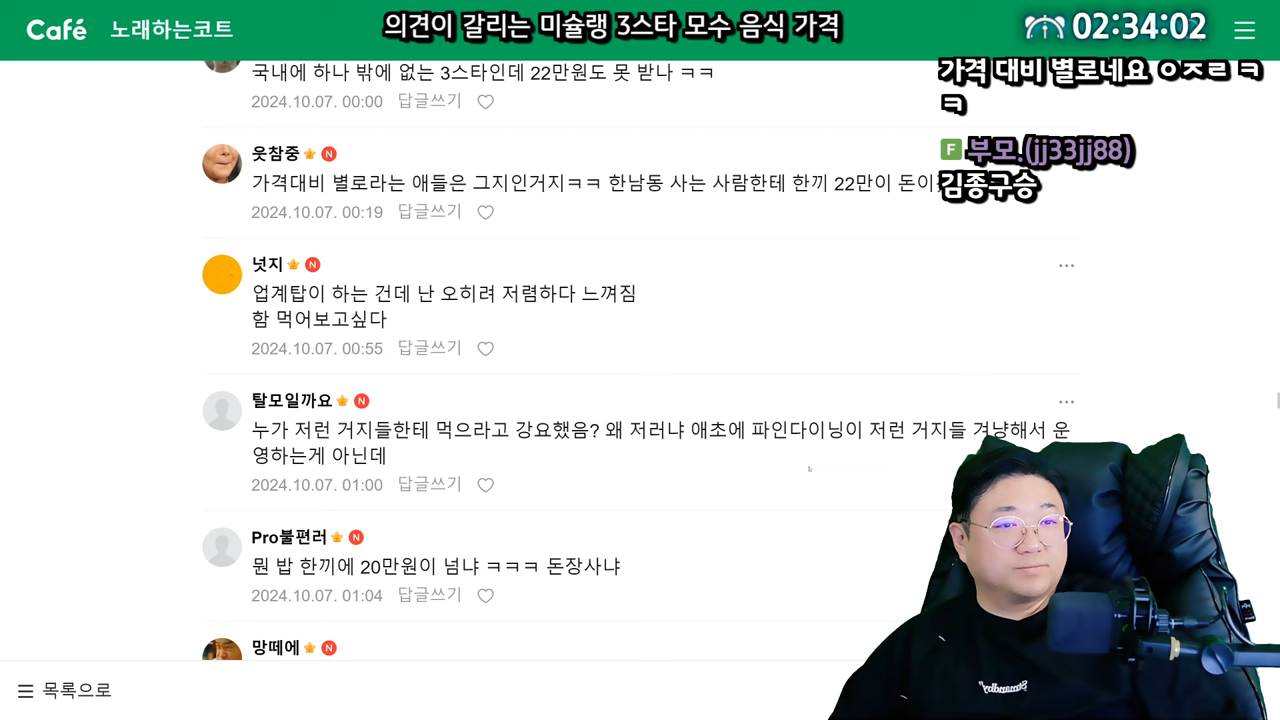 Café 노래하는코트
의견이 갈리는 미슐랭 3스타 모수 음식 가격
02:34:02
국내에 하나 밖에 없는 3스타인데 22만원도 못 받나 ㅋㅋ
2024.10.07. 00:00 답글쓰기
가격 대비 별로네요 ㅇㅈㄹ ㅋ
ㅋ
F 부모.(jj33jj88)
김종구승
웃참중 N
가격대비 별로라는 애들은 그지인거지ㅋㅋ 한남동 사는 사람한테 한끼 22만이 돈이
2024.10.07. 00:19 답글쓰기
넛지 N
업계탑이 하는 건데 난 오히려 저렴하다 느껴짐
함 먹어보고싶다
2024.10.07. 00:55 답글쓰기
탈모일까요 N
누가 저런 거지들한테 먹으라고 강요했음? 왜 저러냐 애초에 파인다이닝이 저런 거지들 겨냥해서 운
영하는게 아닌데
2024.10.07. 01:00 답글쓰기
Pro불편러 N
뭔 밥 한끼에 20만원이 넘냐 ㅋㅋㅋ 돈장사냐
2024.10.07. 01:04 답글쓰기
망떼에 N
목록으로